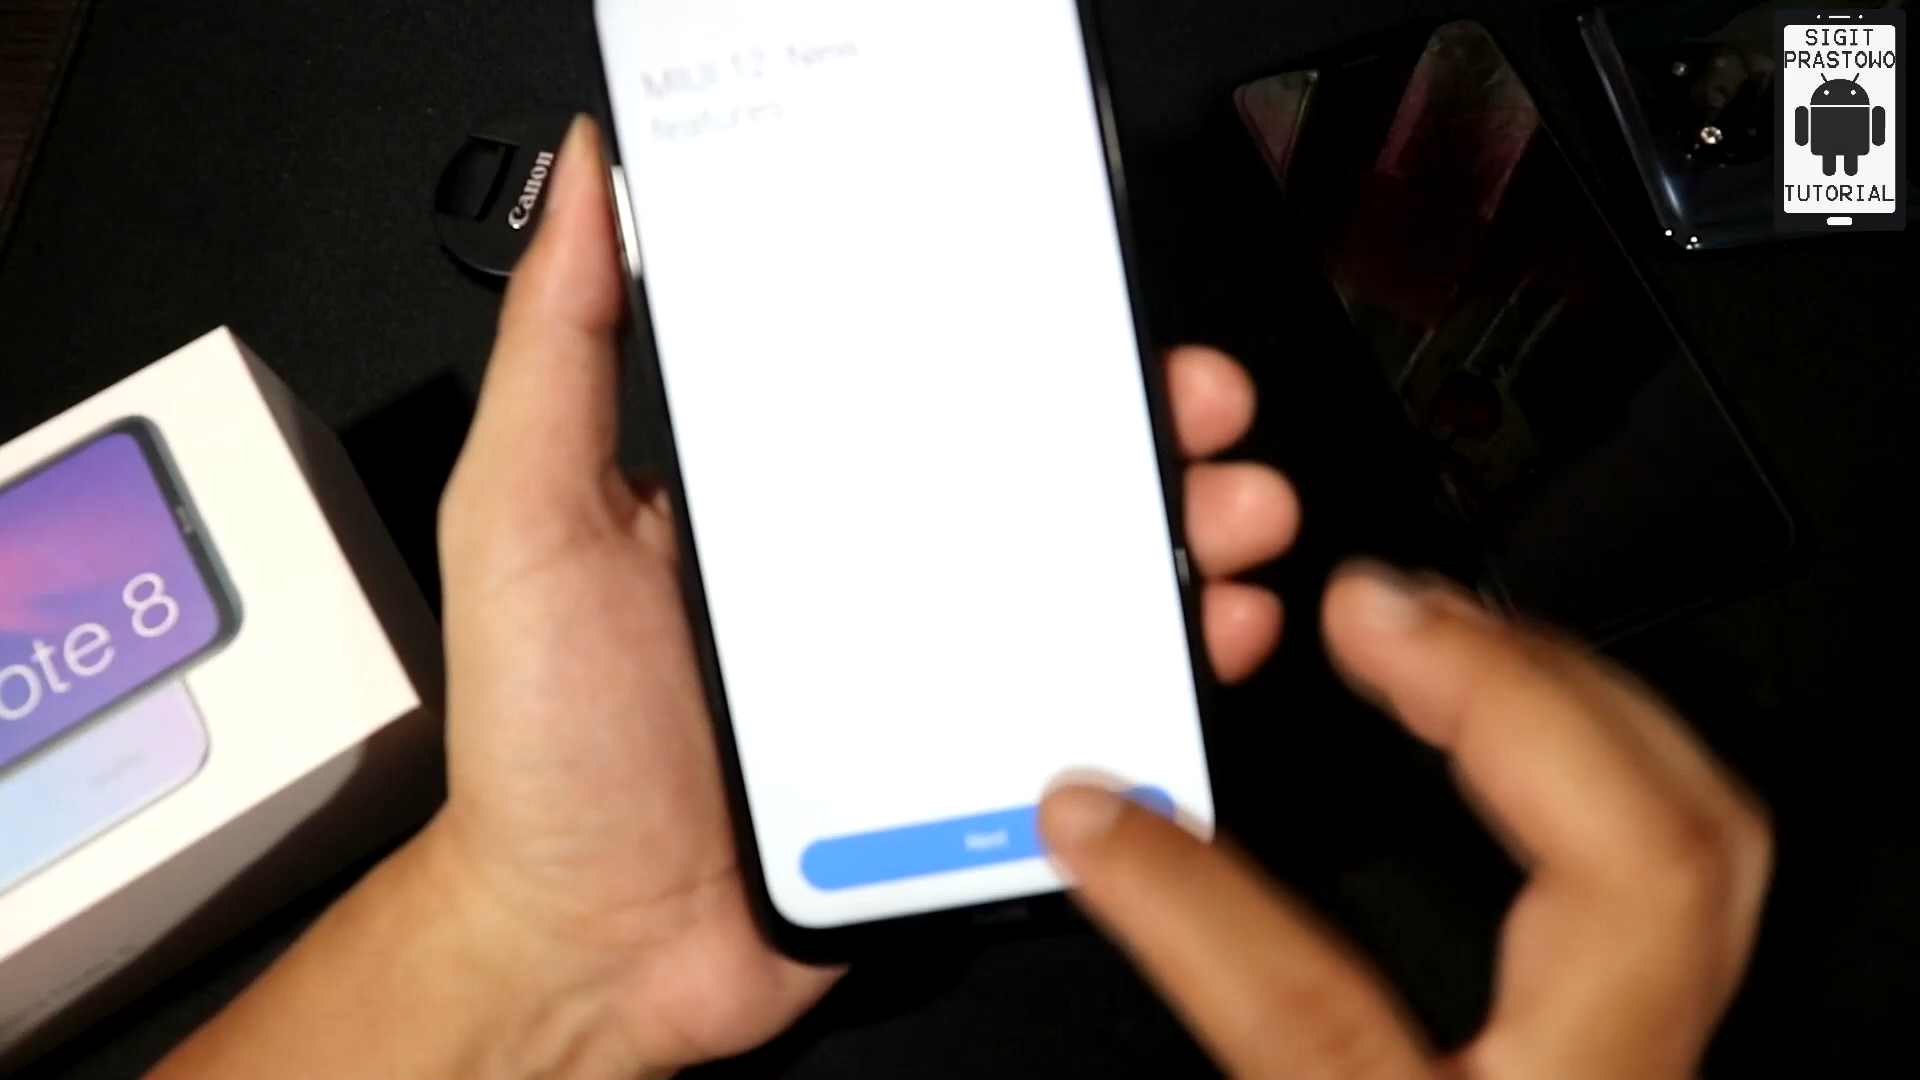 MIUI 12 New
features
Next
Canon
ote 8
SIGIT
PRASTOWO
TUTORIAL